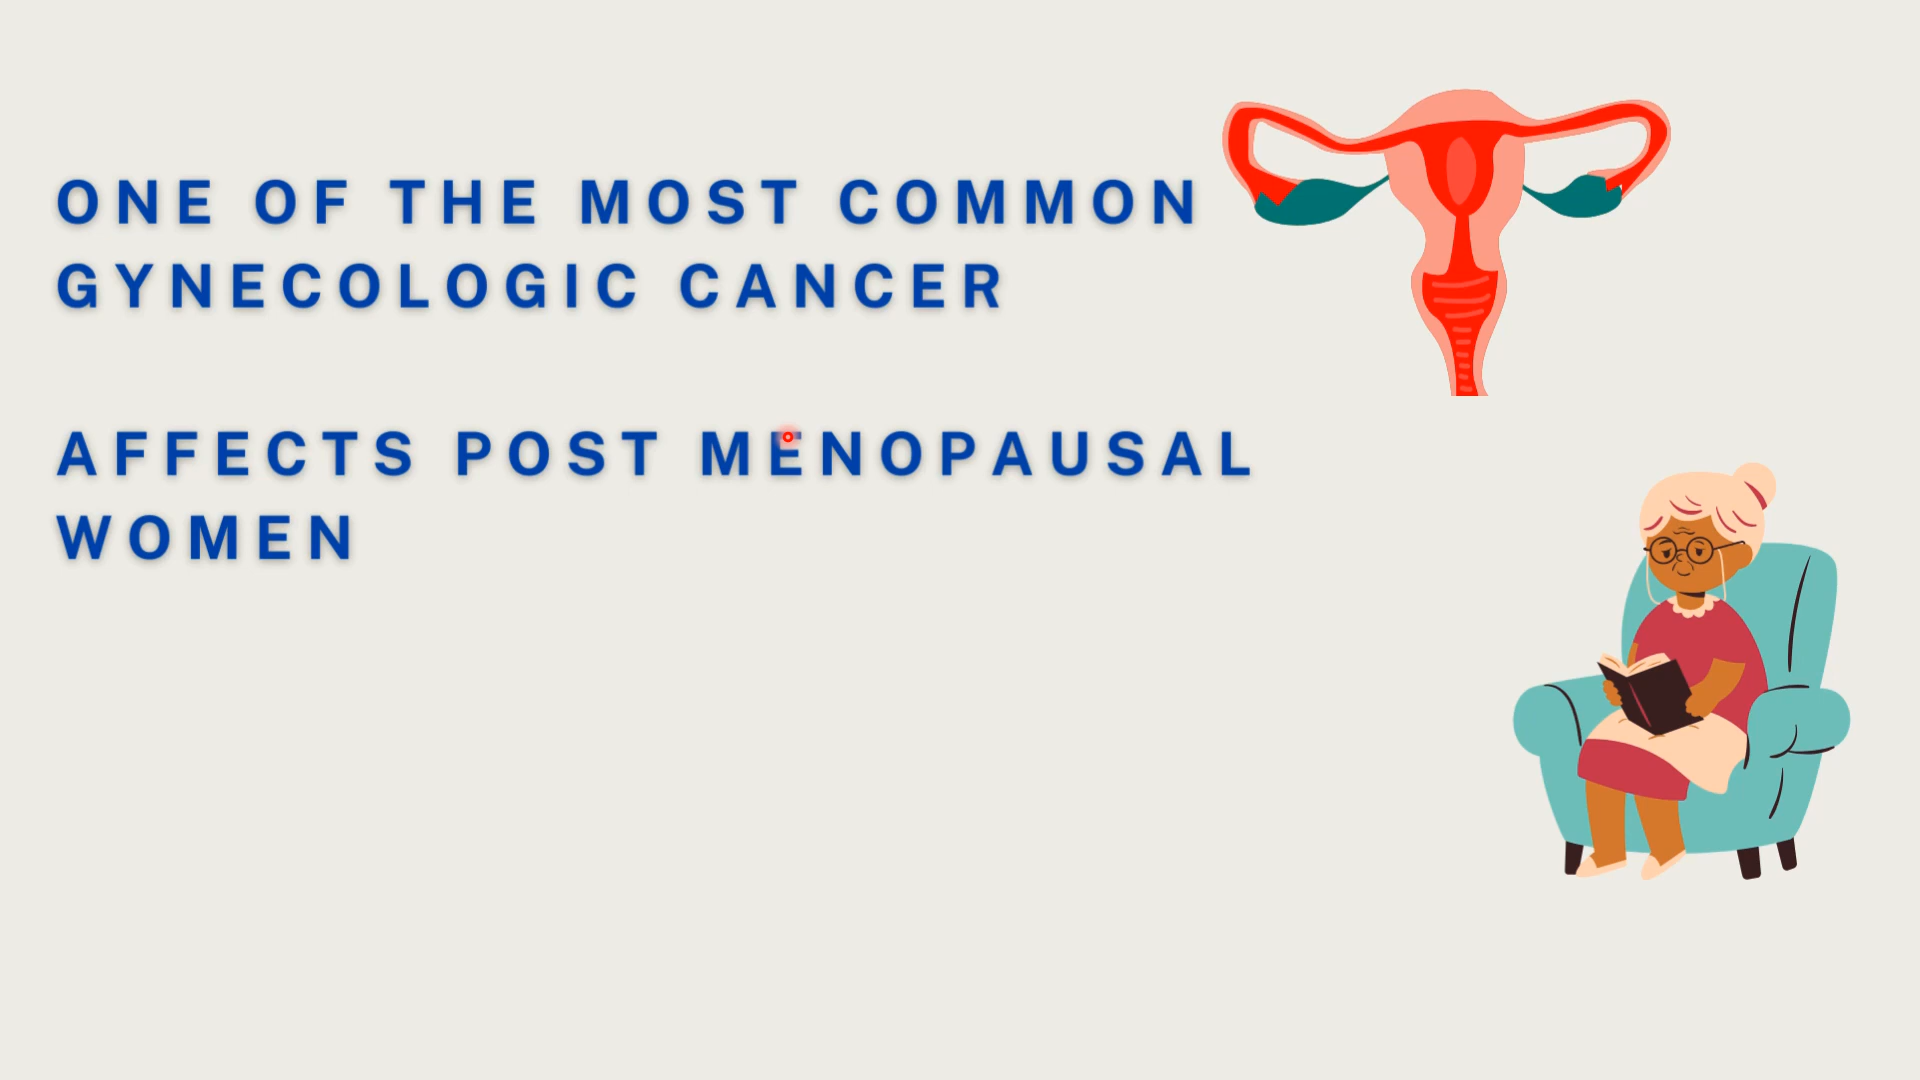 ONE OF THE MOST COMMON
GYNECOLOGIC CANCER
AFFECTS POST MENOPAUSAL
WOMEN